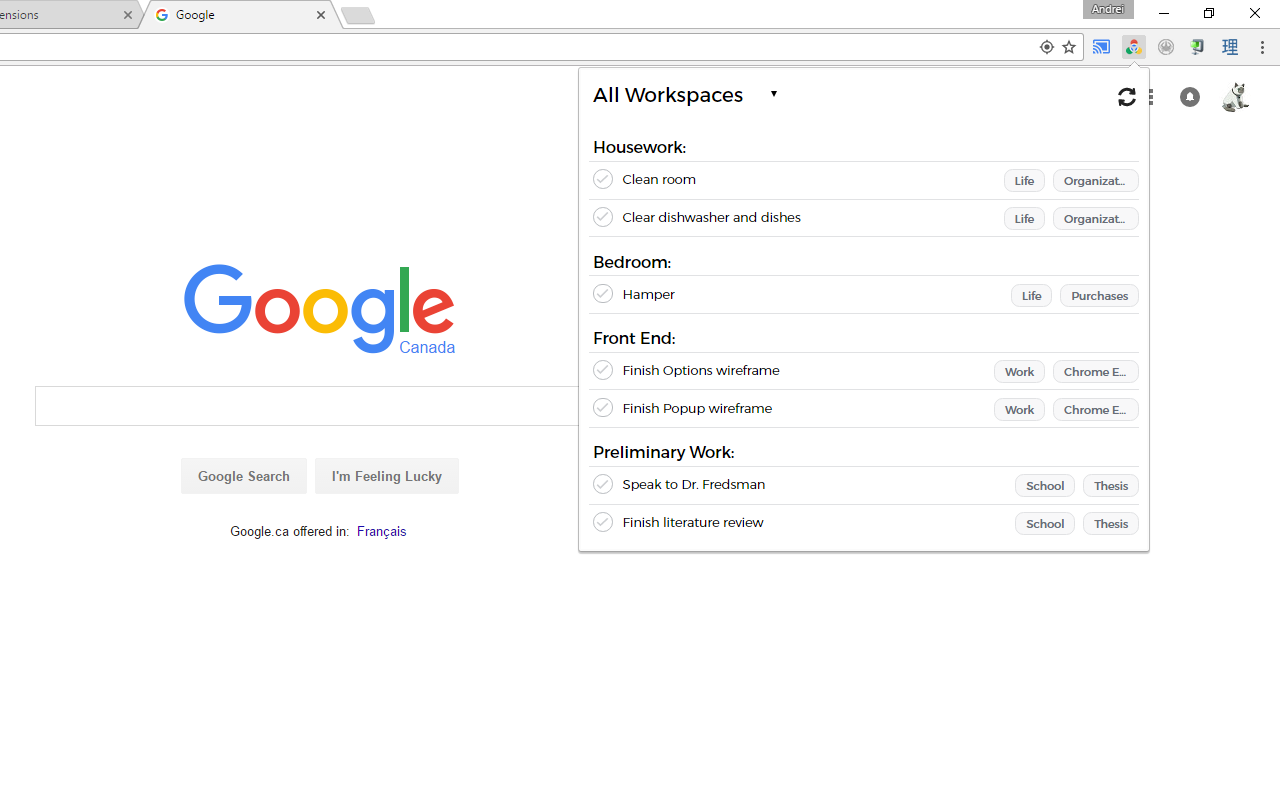 ensions
Google
Andrei
理
All Workspaces
Housework:
Clean room Life Organizat...
Clear dishwasher and dishes Life Organizat...
Bedroom:
Hamper Life Purchases
Front End:
Finish Options wireframe Work Chrome E...
Finish Popup wireframe Work Chrome E...
Preliminary Work:
Speak to Dr. Fredsman School Thesis
Finish literature review School Thesis
Google
Canada
Google Search I'm Feeling Lucky
Google.ca offered in: Français